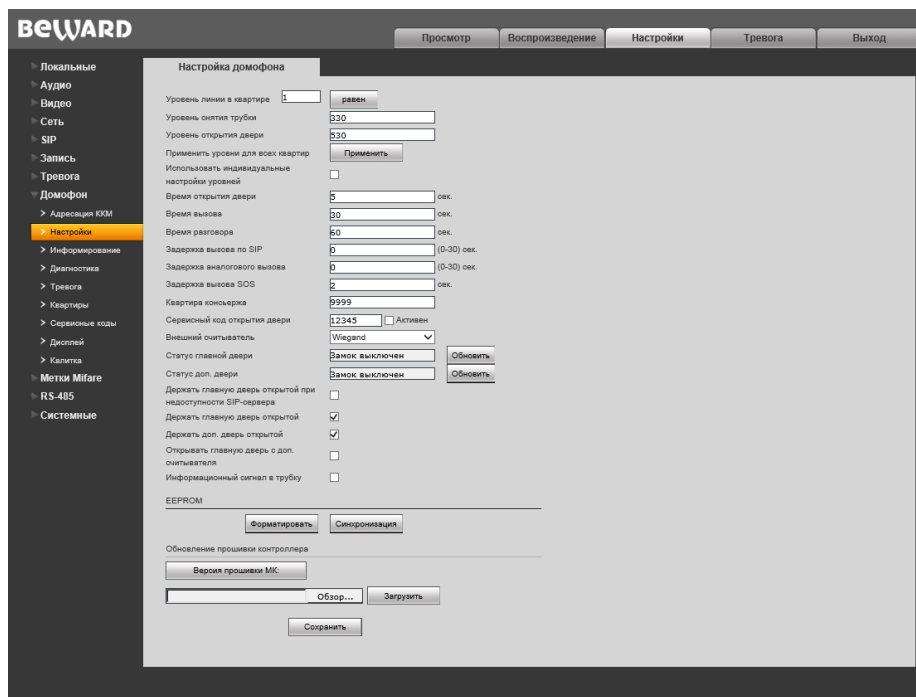 BEWARD
Просмотр Воспроизведение Настройки Тревога Выход
Локальные
Аудио
Видео
Сеть
SIP
Запись
Тревога
Домофон
Адресация ККМ
Настройки
Информирование
Диагностика
Тревога
Квартиры
Сервисные коды
Дисплей
Калитка
Метки Mifare
RS-485
Системные
Настройка домофона
Уровень линии в квартире 1 равен
Уровень снятия трубки 330
Уровень открытия двери 530
Применить уровни для всех квартир Применить
Использовать индивидуальные
настройки уровней
Время открытия двери 5 сек.
Время вызова 30 сек.
Время разговора 60 сек.
Задержка вызова по SIP 0 (0-30) сек.
Задержка аналогового вызова 0 (0-30) сек.
Задержка вызова SOS 2 сек.
Квартира консьержа 9999
Сервисный код открытия двери 12345 Активен
Внешний считыватель Wiegand
Статус главной двери Замок выключен Обновить
Статус доп. двери Замок выключен Обновить
Держать главную дверь открытой при
недоступности SIP-сервера
Держать главную дверь открытой
Держать доп. дверь открытой
Открывать главную дверь с доп.
считывателя
Информационный сигнал в трубку
EEPROM
Форматировать Синхронизация
Обновление прошивки контроллера
Версия прошивки МК:
Обзор... Загрузить
Сохранить